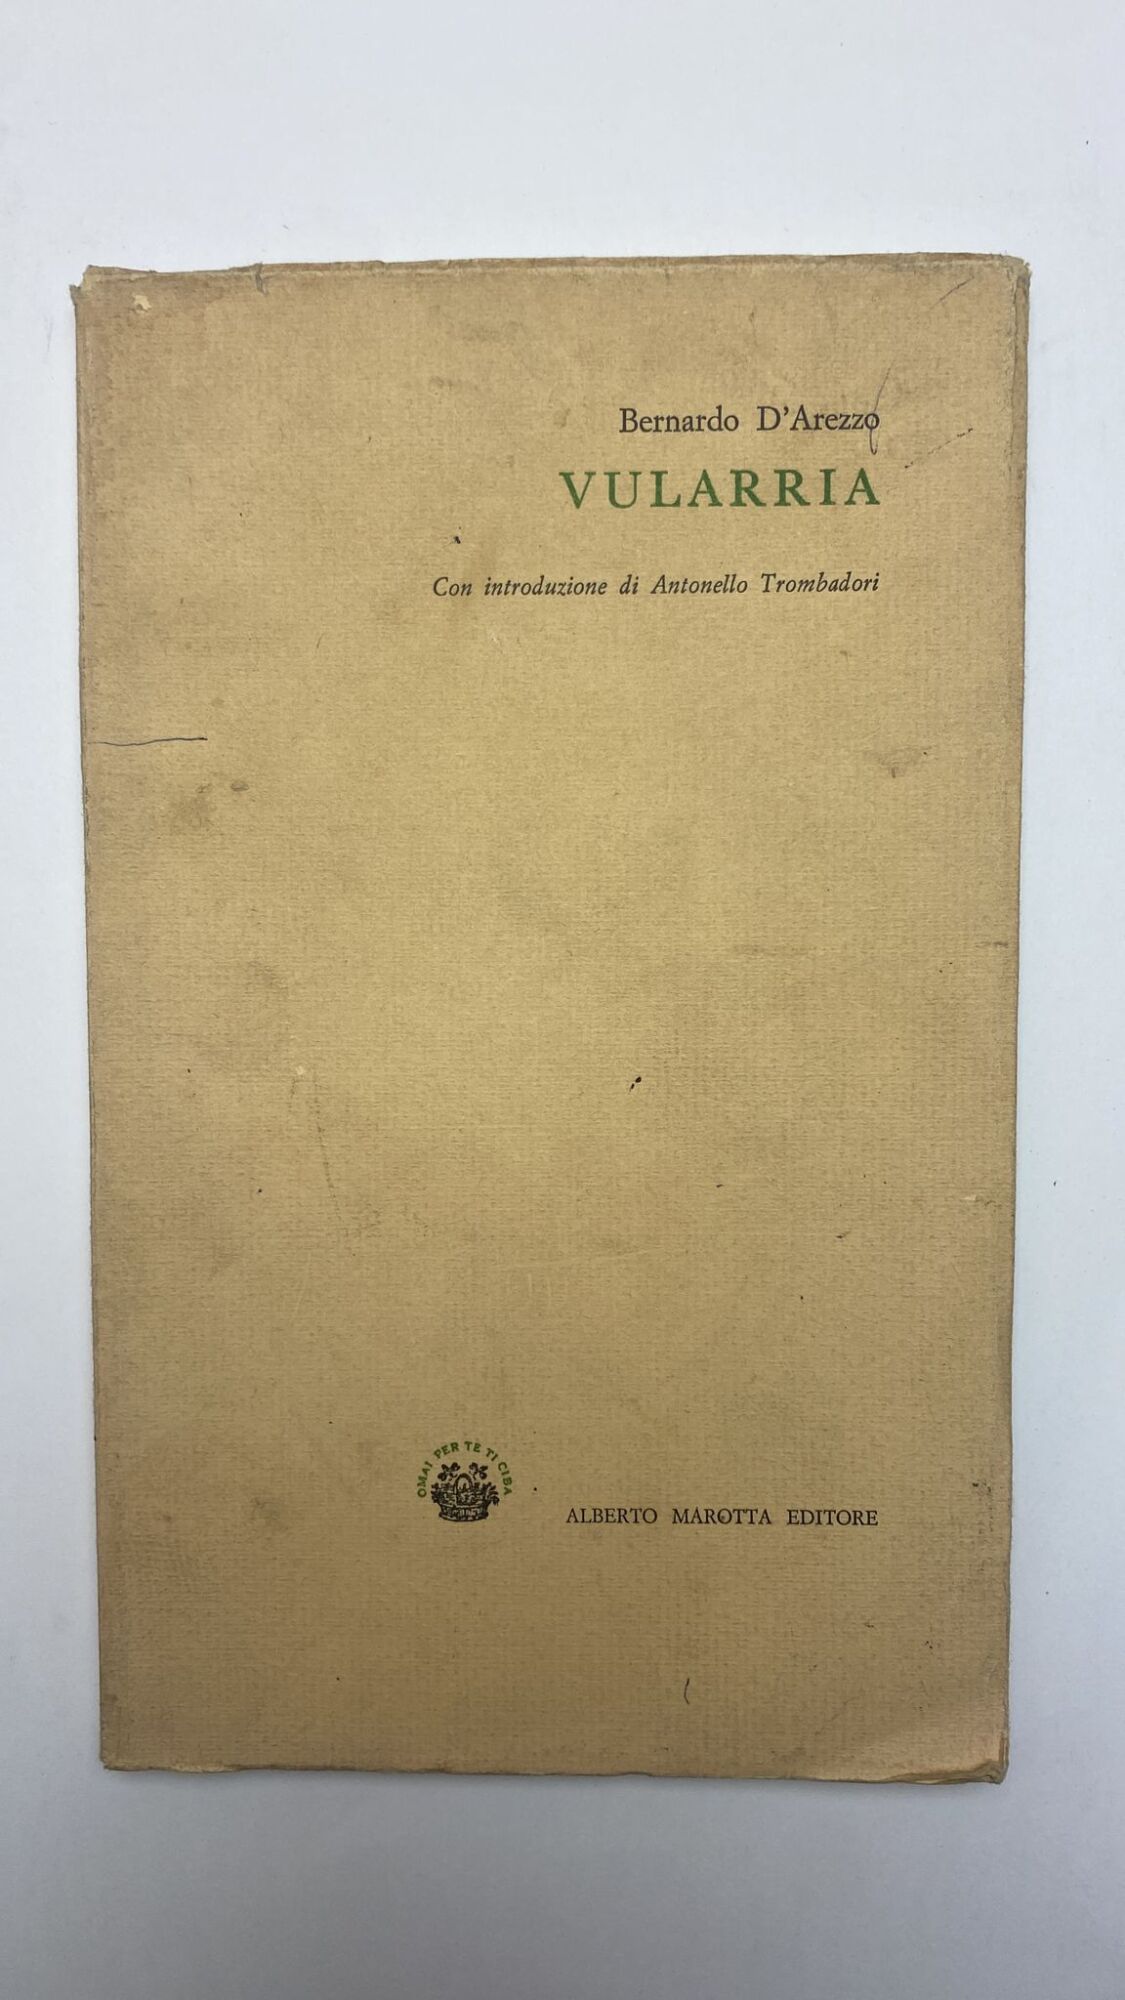 Bernardo D'Arezzo
VULARRIA
Con introduzione di Antonello Trombadori
OMAI PER TE TI CIBA
ALBERTO MAROTTA EDITORE